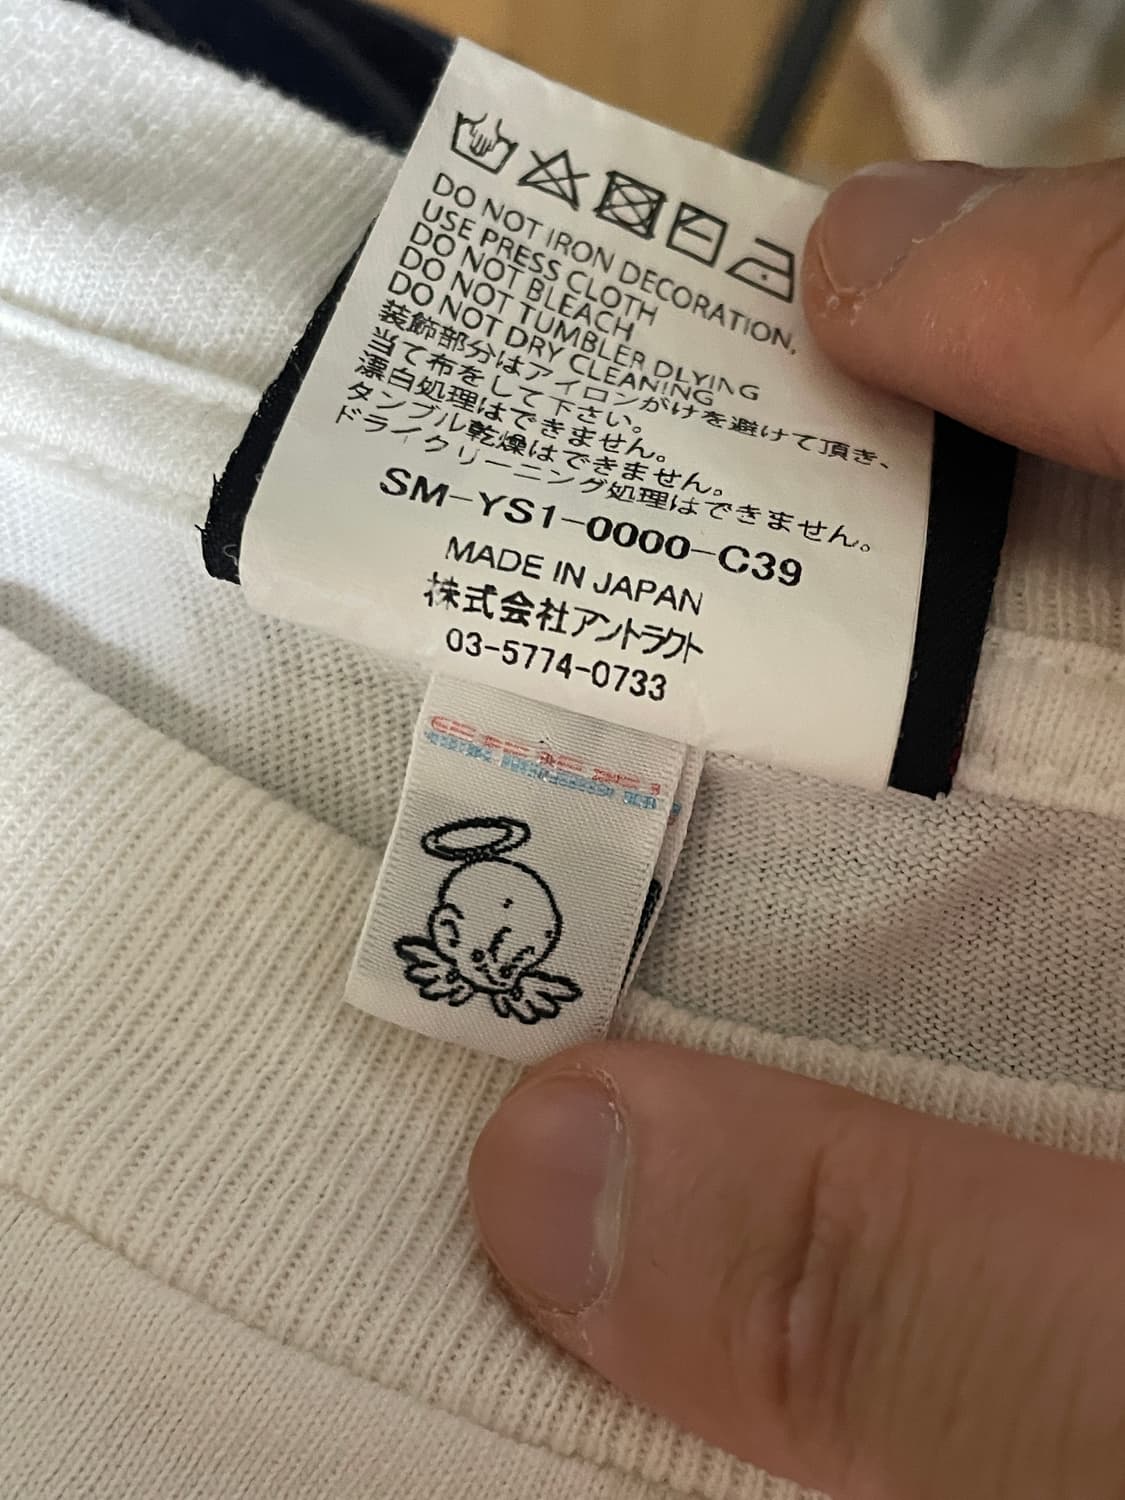 DO NOT IRON DECORATION,
USE PRESS CLOTH
DO NOT BLEACH
DO NOT TUMBLER DLYING
DO NOT DRY CLEANING
装飾部分はアイロンがけを避けて頂き、
当て布をして下さい。
漂白処理はできません。
タンブル乾燥はできません。
ドライクリーニング処理はできません。
SM-YS1-0000-C39
MADE IN JAPAN
株式会社アントラクト
03-5774-0733